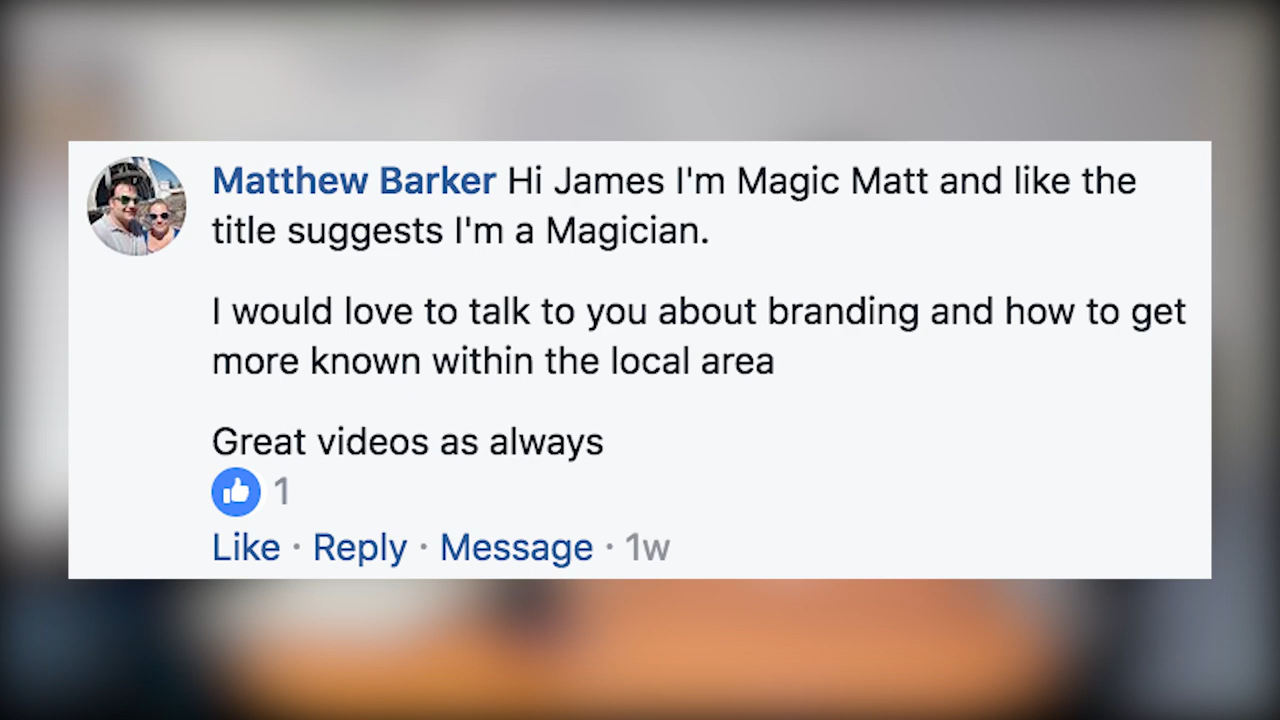 Matthew Barker Hi James I'm Magic Matt and like the
title suggests I'm a Magician.
I would love to talk to you about branding and how to get
more known within the local area
Great videos as always
1
Like · Reply · Message · 1w